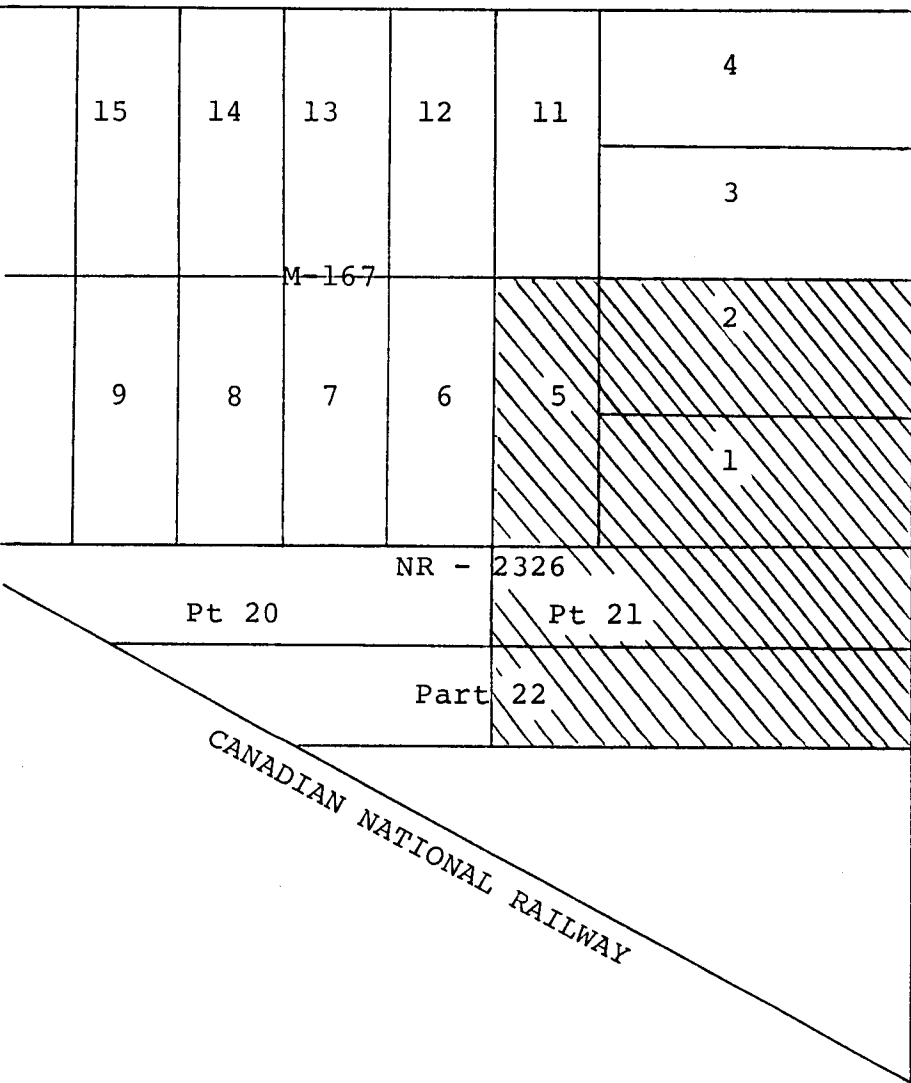 4
15 14 13 12 11
3
M-167
2
9 8 7 6 5
1
NR - 2326
Pt 20 Pt 21
Part 22
CANADIAN NATIONAL RAILWAY